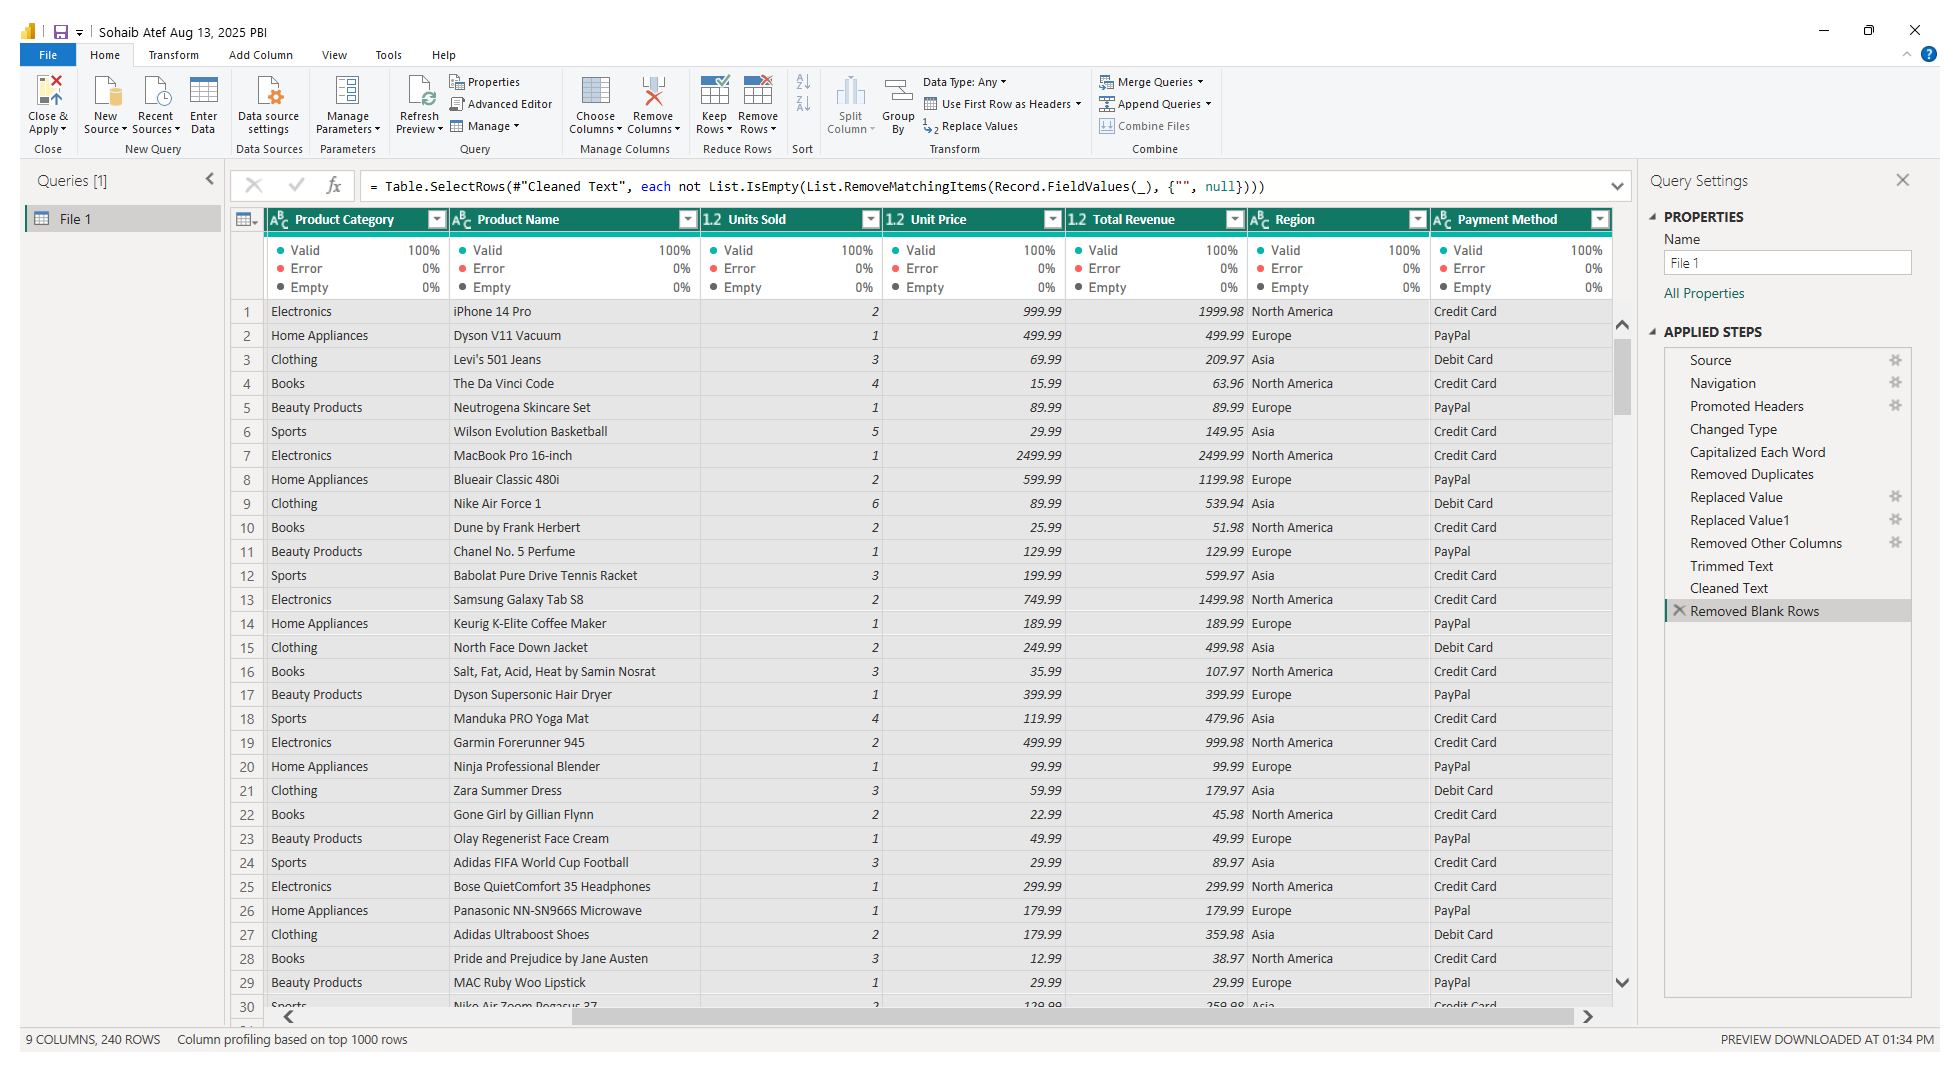 Sohaib Atef Aug 13, 2025 PBI
File Home Transform Add Column View Tools Help
Close & Apply
New Source
Recent Sources
Enter Data
Data source settings
Manage Parameters
Refresh Preview
Properties
Advanced Editor
Manage
Choose Columns
Remove Columns
Keep Rows
Remove Rows
Split Column
Group By
Data Type: Any
Use First Row as Headers
Replace Values
Merge Queries
Append Queries
Combine Files
Close New Query Data Sources Parameters Query Manage Columns Reduce Rows Sort Transform Combine
Queries [1]
File 1
fx = Table.SelectRows(#"Cleaned Text", each not List.IsEmpty(List.RemoveMatchingItems(Record.FieldValues(_), {"", null})))
Product Category Product Name 1.2 Units Sold 1.2 Unit Price 1.2 Total Revenue Region Payment Method
Valid 100% Valid 100% Valid 100% Valid 100% Valid 100% Valid 100% Valid 100%
Error 0% Error 0% Error 0% Error 0% Error 0% Error 0% Error 0%
Empty 0% Empty 0% Empty 0% Empty 0% Empty 0% Empty 0% Empty 0%
1 Electronics iPhone 14 Pro 2 999.99 1999.98 North America Credit Card
2 Home Appliances Dyson V11 Vacuum 1 499.99 499.99 Europe PayPal
3 Clothing Levi's 501 Jeans 3 69.99 209.97 Asia Debit Card
4 Books The Da Vinci Code 4 15.99 63.96 North America Credit Card
5 Beauty Products Neutrogena Skincare Set 1 89.99 89.99 Europe PayPal
6 Sports Wilson Evolution Basketball 5 29.99 149.95 Asia Credit Card
7 Electronics MacBook Pro 16-inch 1 2499.99 2499.99 North America Credit Card
8 Home Appliances Blueair Classic 480i 2 599.99 1199.98 Europe PayPal
9 Clothing Nike Air Force 1 6 89.99 539.94 Asia Debit Card
10 Books Dune by Frank Herbert 2 25.99 51.98 North America Credit Card
11 Beauty Products Chanel No. 5 Perfume 1 129.99 129.99 Europe PayPal
12 Sports Babolat Pure Drive Tennis Racket 3 199.99 599.97 Asia Credit Card
13 Electronics Samsung Galaxy Tab S8 2 749.99 1499.98 North America Credit Card
14 Home Appliances Keurig K-Elite Coffee Maker 1 189.99 189.99 Europe PayPal
15 Clothing North Face Down Jacket 2 249.99 499.98 Asia Debit Card
16 Books Salt, Fat, Acid, Heat by Samin Nosrat 3 35.99 107.97 North America Credit Card
17 Beauty Products Dyson Supersonic Hair Dryer 1 399.99 399.99 Europe PayPal
18 Sports Manduka PRO Yoga Mat 4 119.99 479.96 Asia Credit Card
19 Electronics Garmin Forerunner 945 2 499.99 999.98 North America Credit Card
20 Home Appliances Ninja Professional Blender 1 99.99 99.99 Europe PayPal
21 Clothing Zara Summer Dress 3 59.99 179.97 Asia Debit Card
22 Books Gone Girl by Gillian Flynn 2 22.99 45.98 North America Credit Card
23 Beauty Products Olay Regenerist Face Cream 1 49.99 49.99 Europe PayPal
24 Sports Adidas FIFA World Cup Football 3 29.99 89.97 Asia Credit Card
25 Electronics Bose QuietComfort 35 Headphones 1 299.99 299.99 North America Credit Card
26 Home Appliances Panasonic NN-SN966S Microwave 1 179.99 179.99 Europe PayPal
27 Clothing Adidas Ultraboost Shoes 2 179.99 359.98 Asia Debit Card
28 Books Pride and Prejudice by Jane Austen 3 12.99 38.97 North America Credit Card
29 Beauty Products MAC Ruby Woo Lipstick 1 29.99 29.99 Europe PayPal
30 Sports Nike Air Zoom Pegasus 37 2 129.99 259.98 Asia Credit Card
Query Settings
PROPERTIES
Name
File 1
All Properties
APPLIED STEPS
Source
Navigation
Promoted Headers
Changed Type
Capitalized Each Word
Removed Duplicates
Replaced Value
Replaced Value1
Removed Other Columns
Trimmed Text
Cleaned Text
Removed Blank Rows
9 COLUMNS, 240 ROWS Column profiling based on top 1000 rows
PREVIEW DOWNLOADED AT 01:34 PM